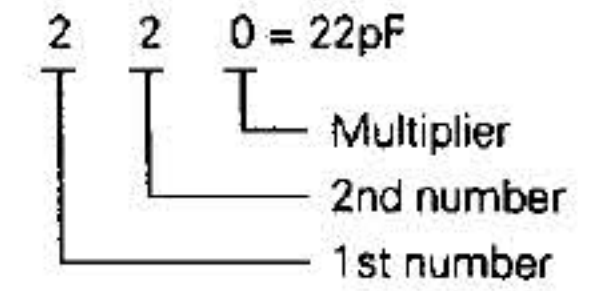 2 2 0 = 22pF
Multiplier
2nd number
1st number